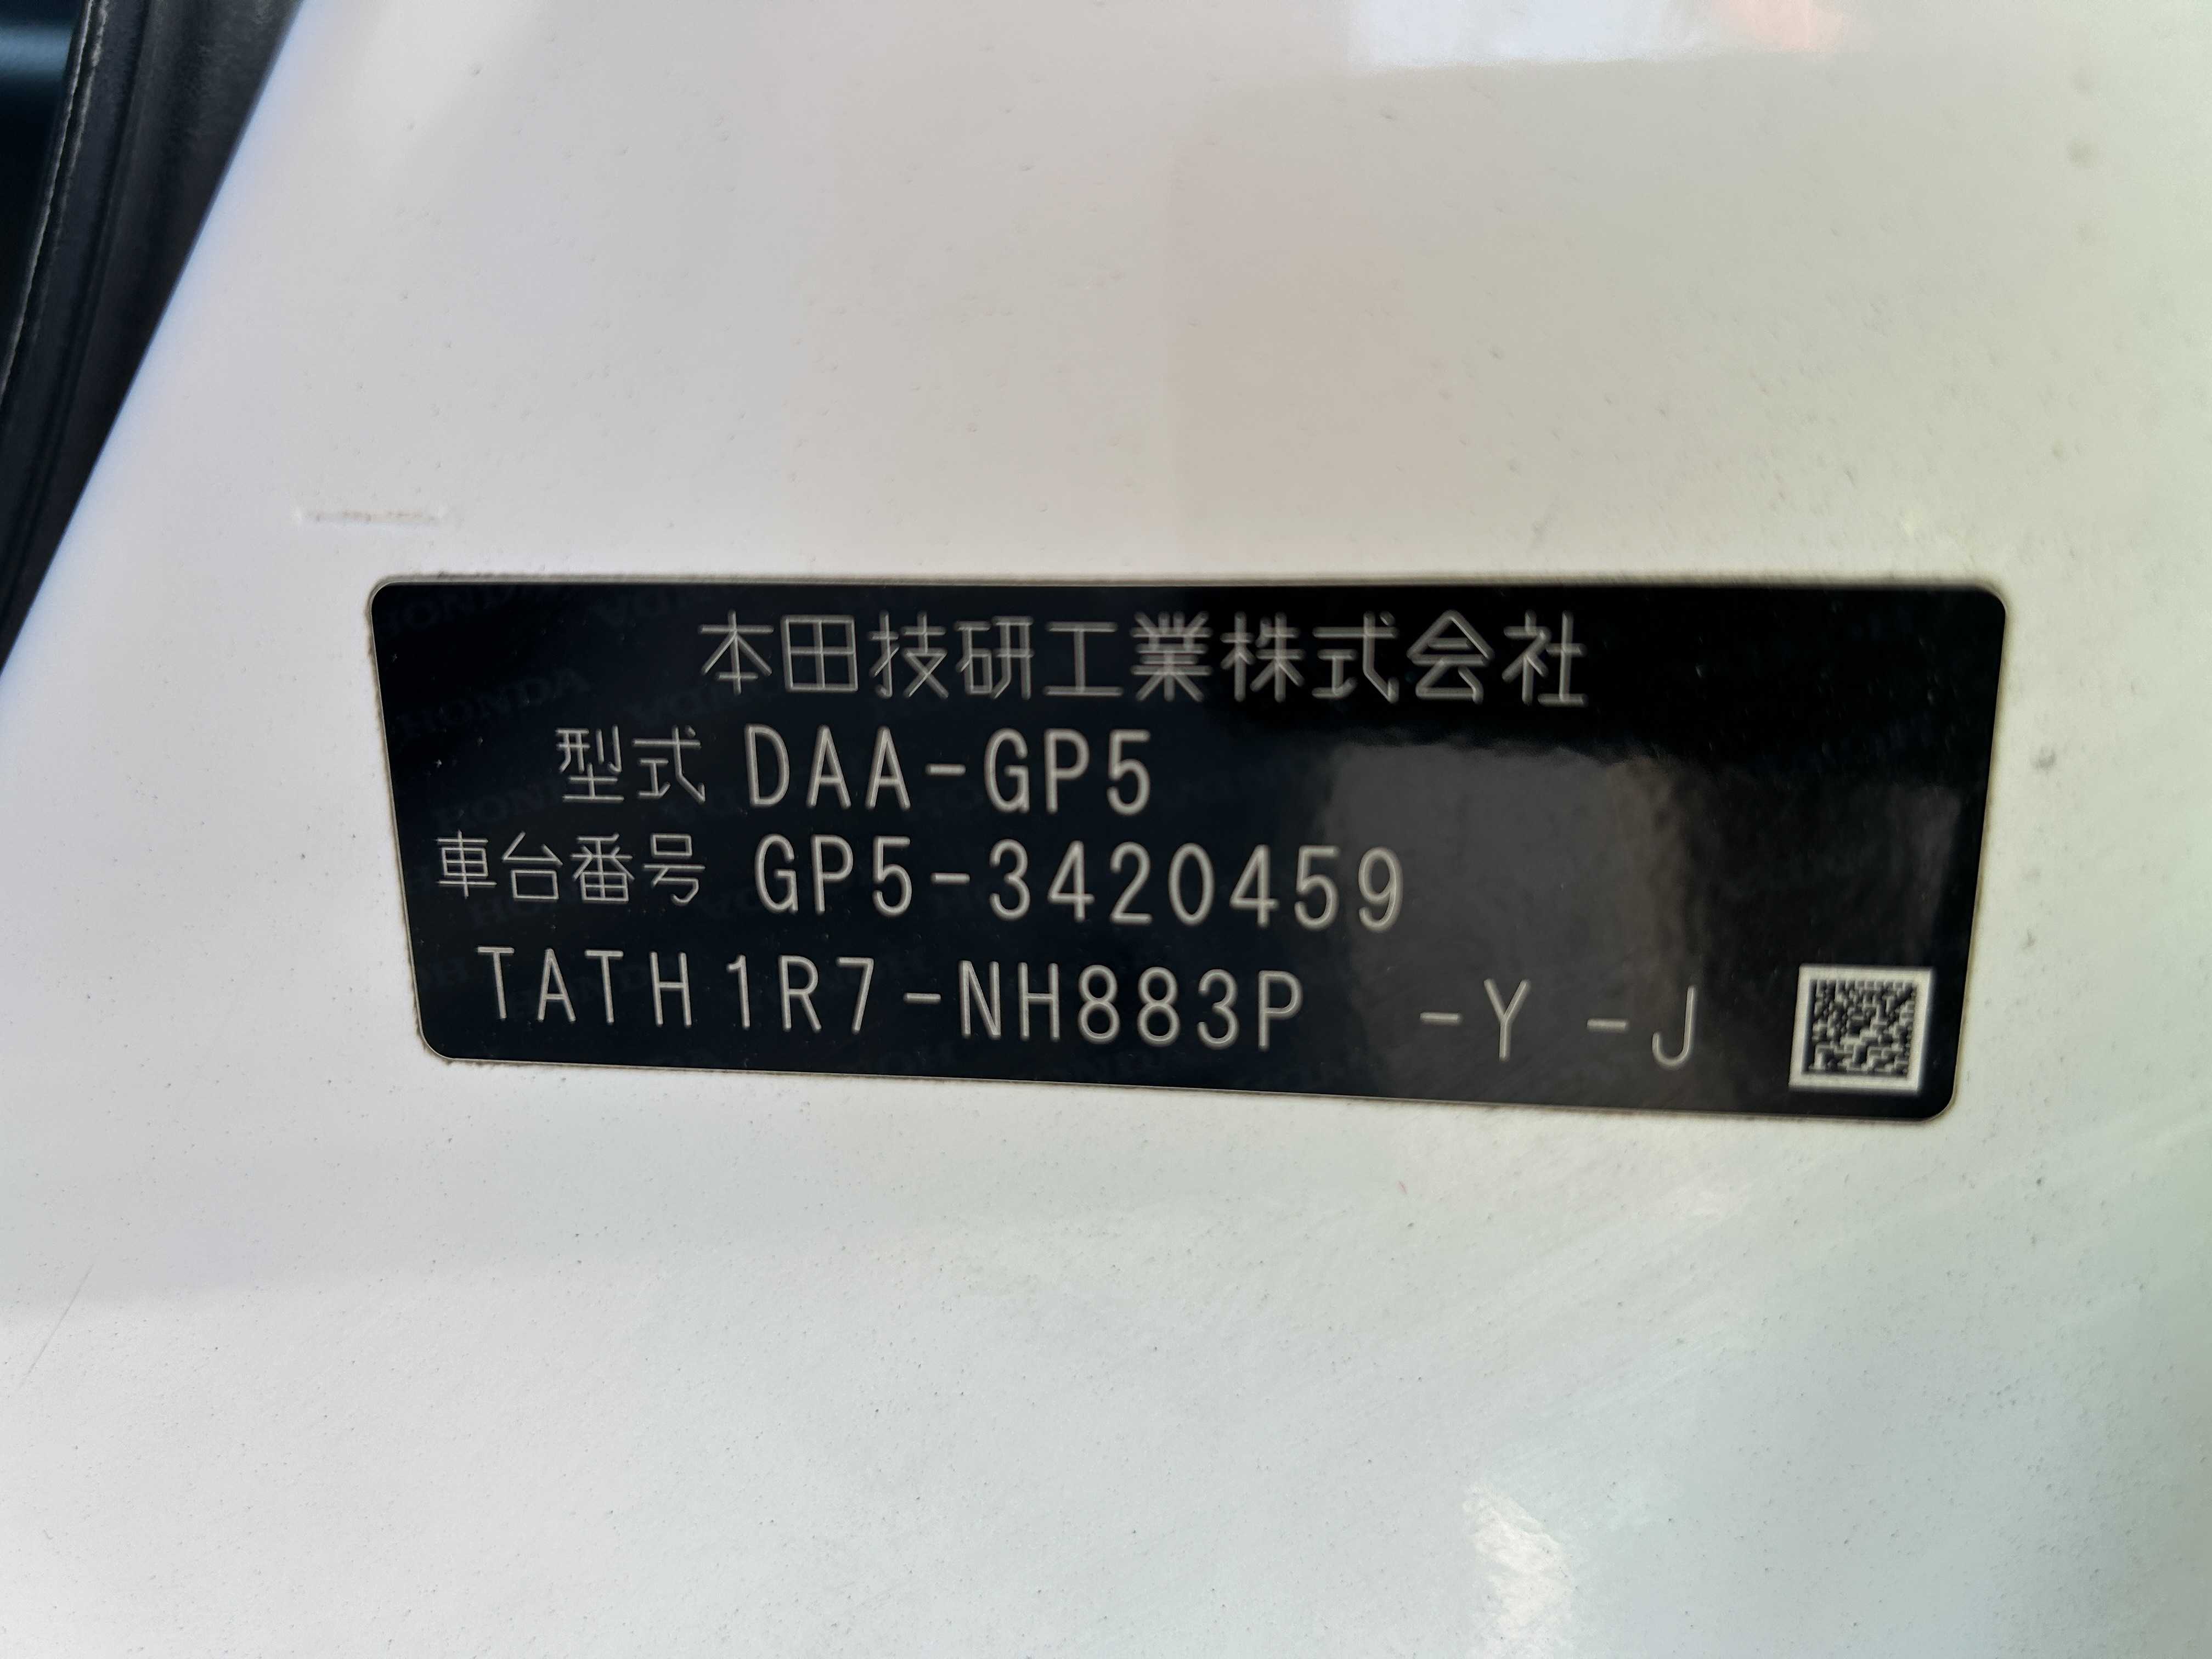 本田技研工業株式会社
型式 DAA-GP5
車台番号 GP5-3420459
TATH1R7-NH883P -Y -J